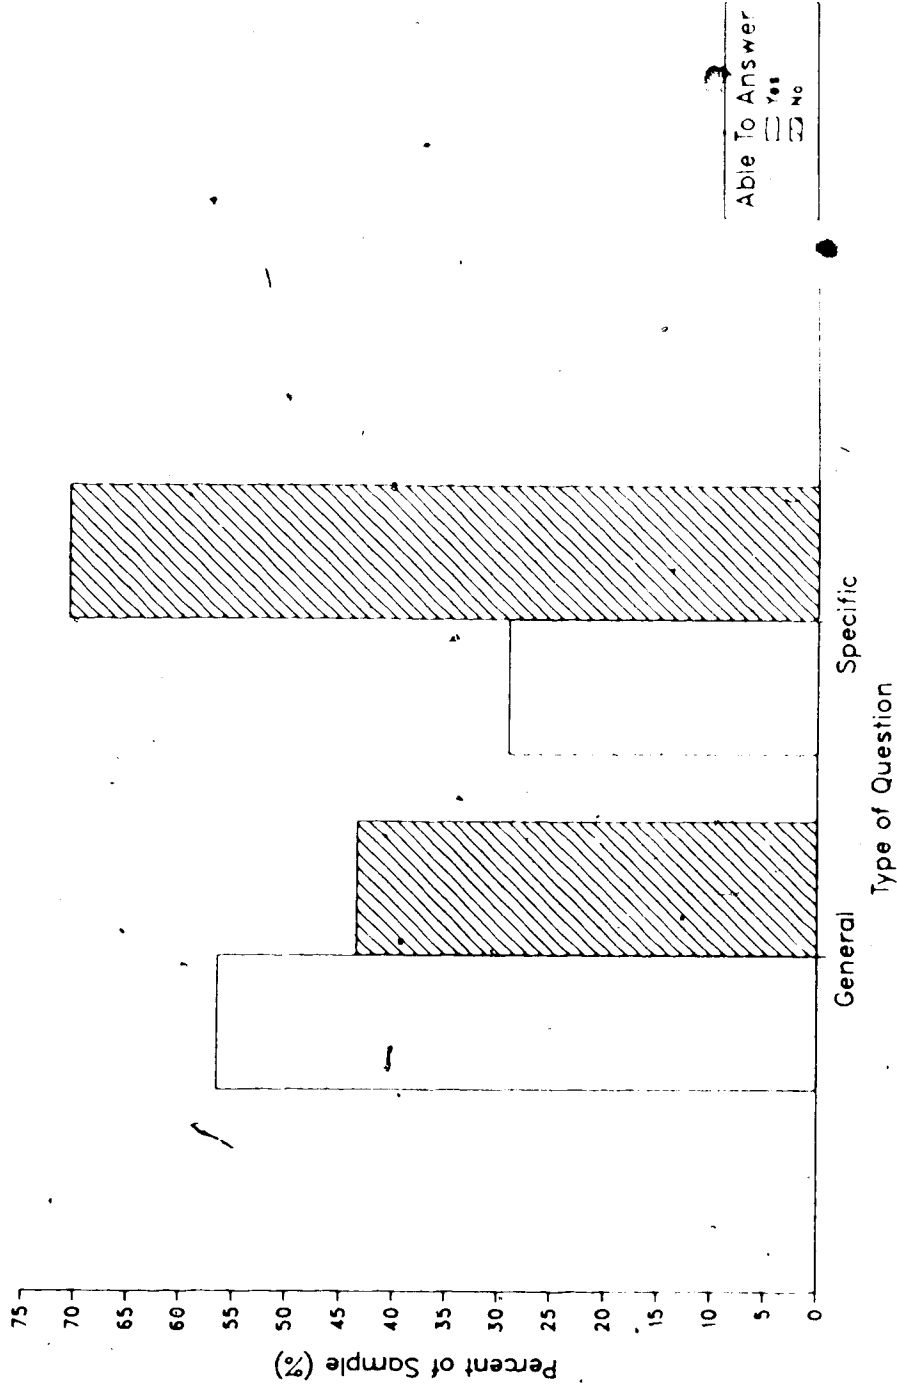 75
70
65
60
55
50
45
40
35
30
25
20
15
10
5
0
Percent of Sample (%)
General
Specific
Type of Question
Able To Answer
Yes
No